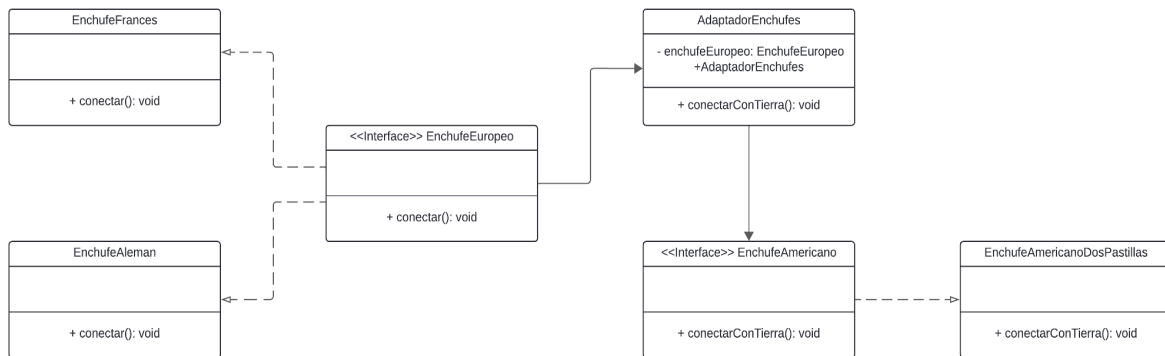 EnchufeFrances
+ conectar(): void
<<Interface>> EnchufeEuropeo
+ conectar(): void
EnchufeAleman
+ conectar(): void
AdaptadorEnchufes
- enchufeEuropeo: EnchufeEuropeo
+AdaptadorEnchufes
+ conectarConTierra(): void
<<Interface>> EnchufeAmericano
+ conectarConTierra(): void
EnchufeAmericanoDosPastillas
+ conectarConTierra(): void